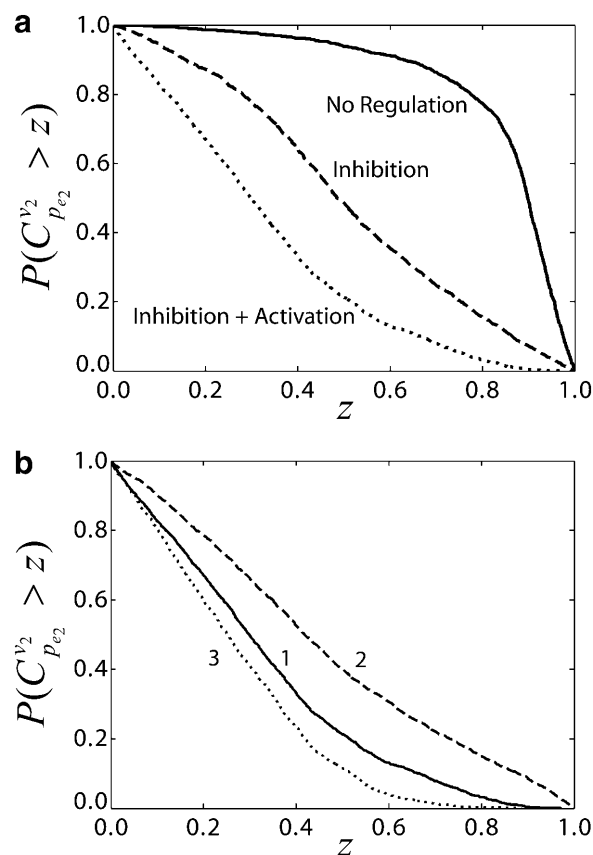 a
1.0
0.8
0.6
0.4
0.2
0.0
P(C^{v_2}_{p_{e_2}} > z)
No Regulation
Inhibition
Inhibition + Activation
0.0 0.2 0.4 0.6 0.8 1.0
z
b
1.0
0.8
0.6
0.4
0.2
0.0
P(C^{v_2}_{p_{e_2}} > z)
3 1 2
0.0 0.2 0.4 0.6 0.8 1.0
z